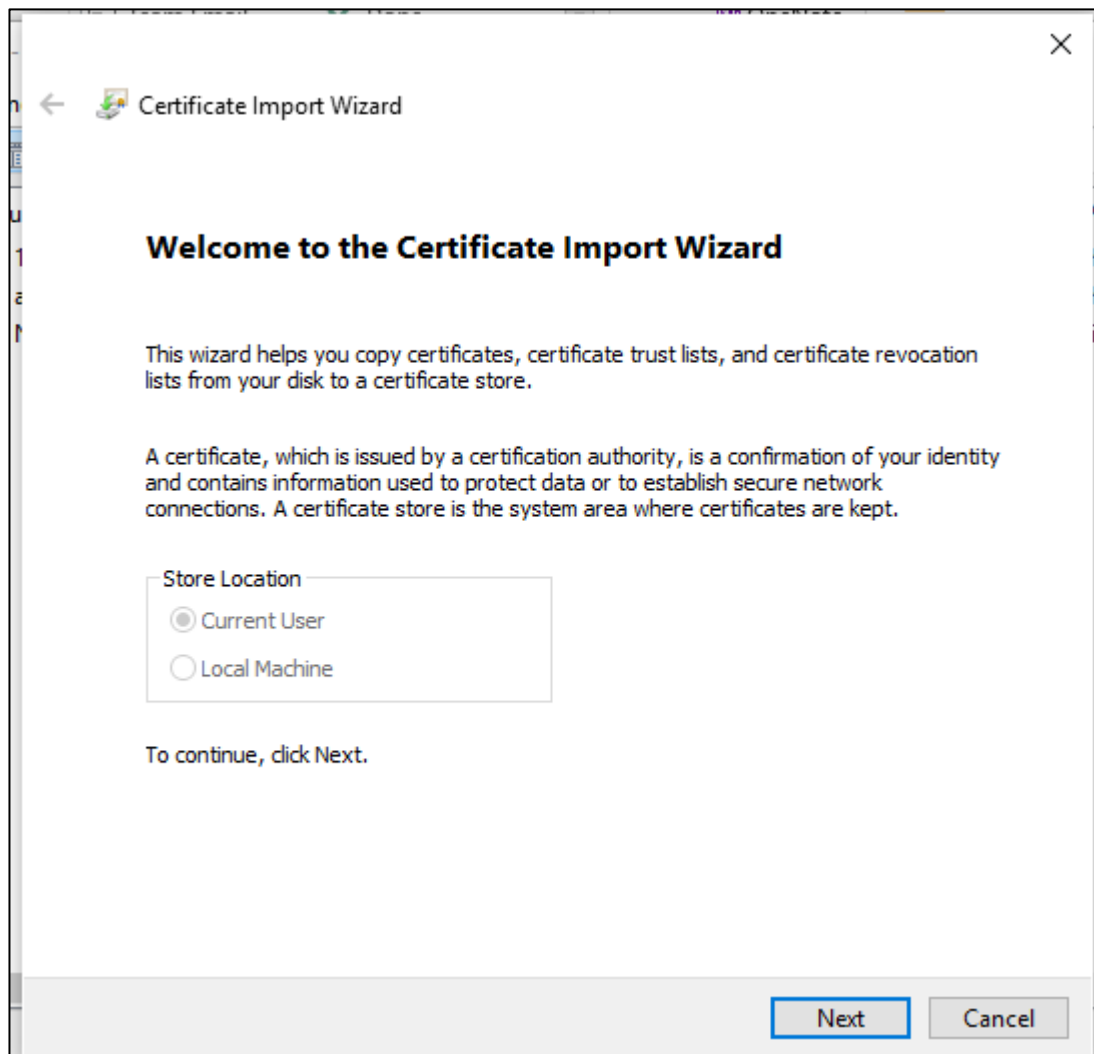 Certificate Import Wizard
Welcome to the Certificate Import Wizard
This wizard helps you copy certificates, certificate trust lists, and certificate revocation
lists from your disk to a certificate store.
A certificate, which is issued by a certification authority, is a confirmation of your identity
and contains information used to protect data or to establish secure network
connections. A certificate store is the system area where certificates are kept.
Store Location
Current User
Local Machine
To continue, click Next.
Next
Cancel